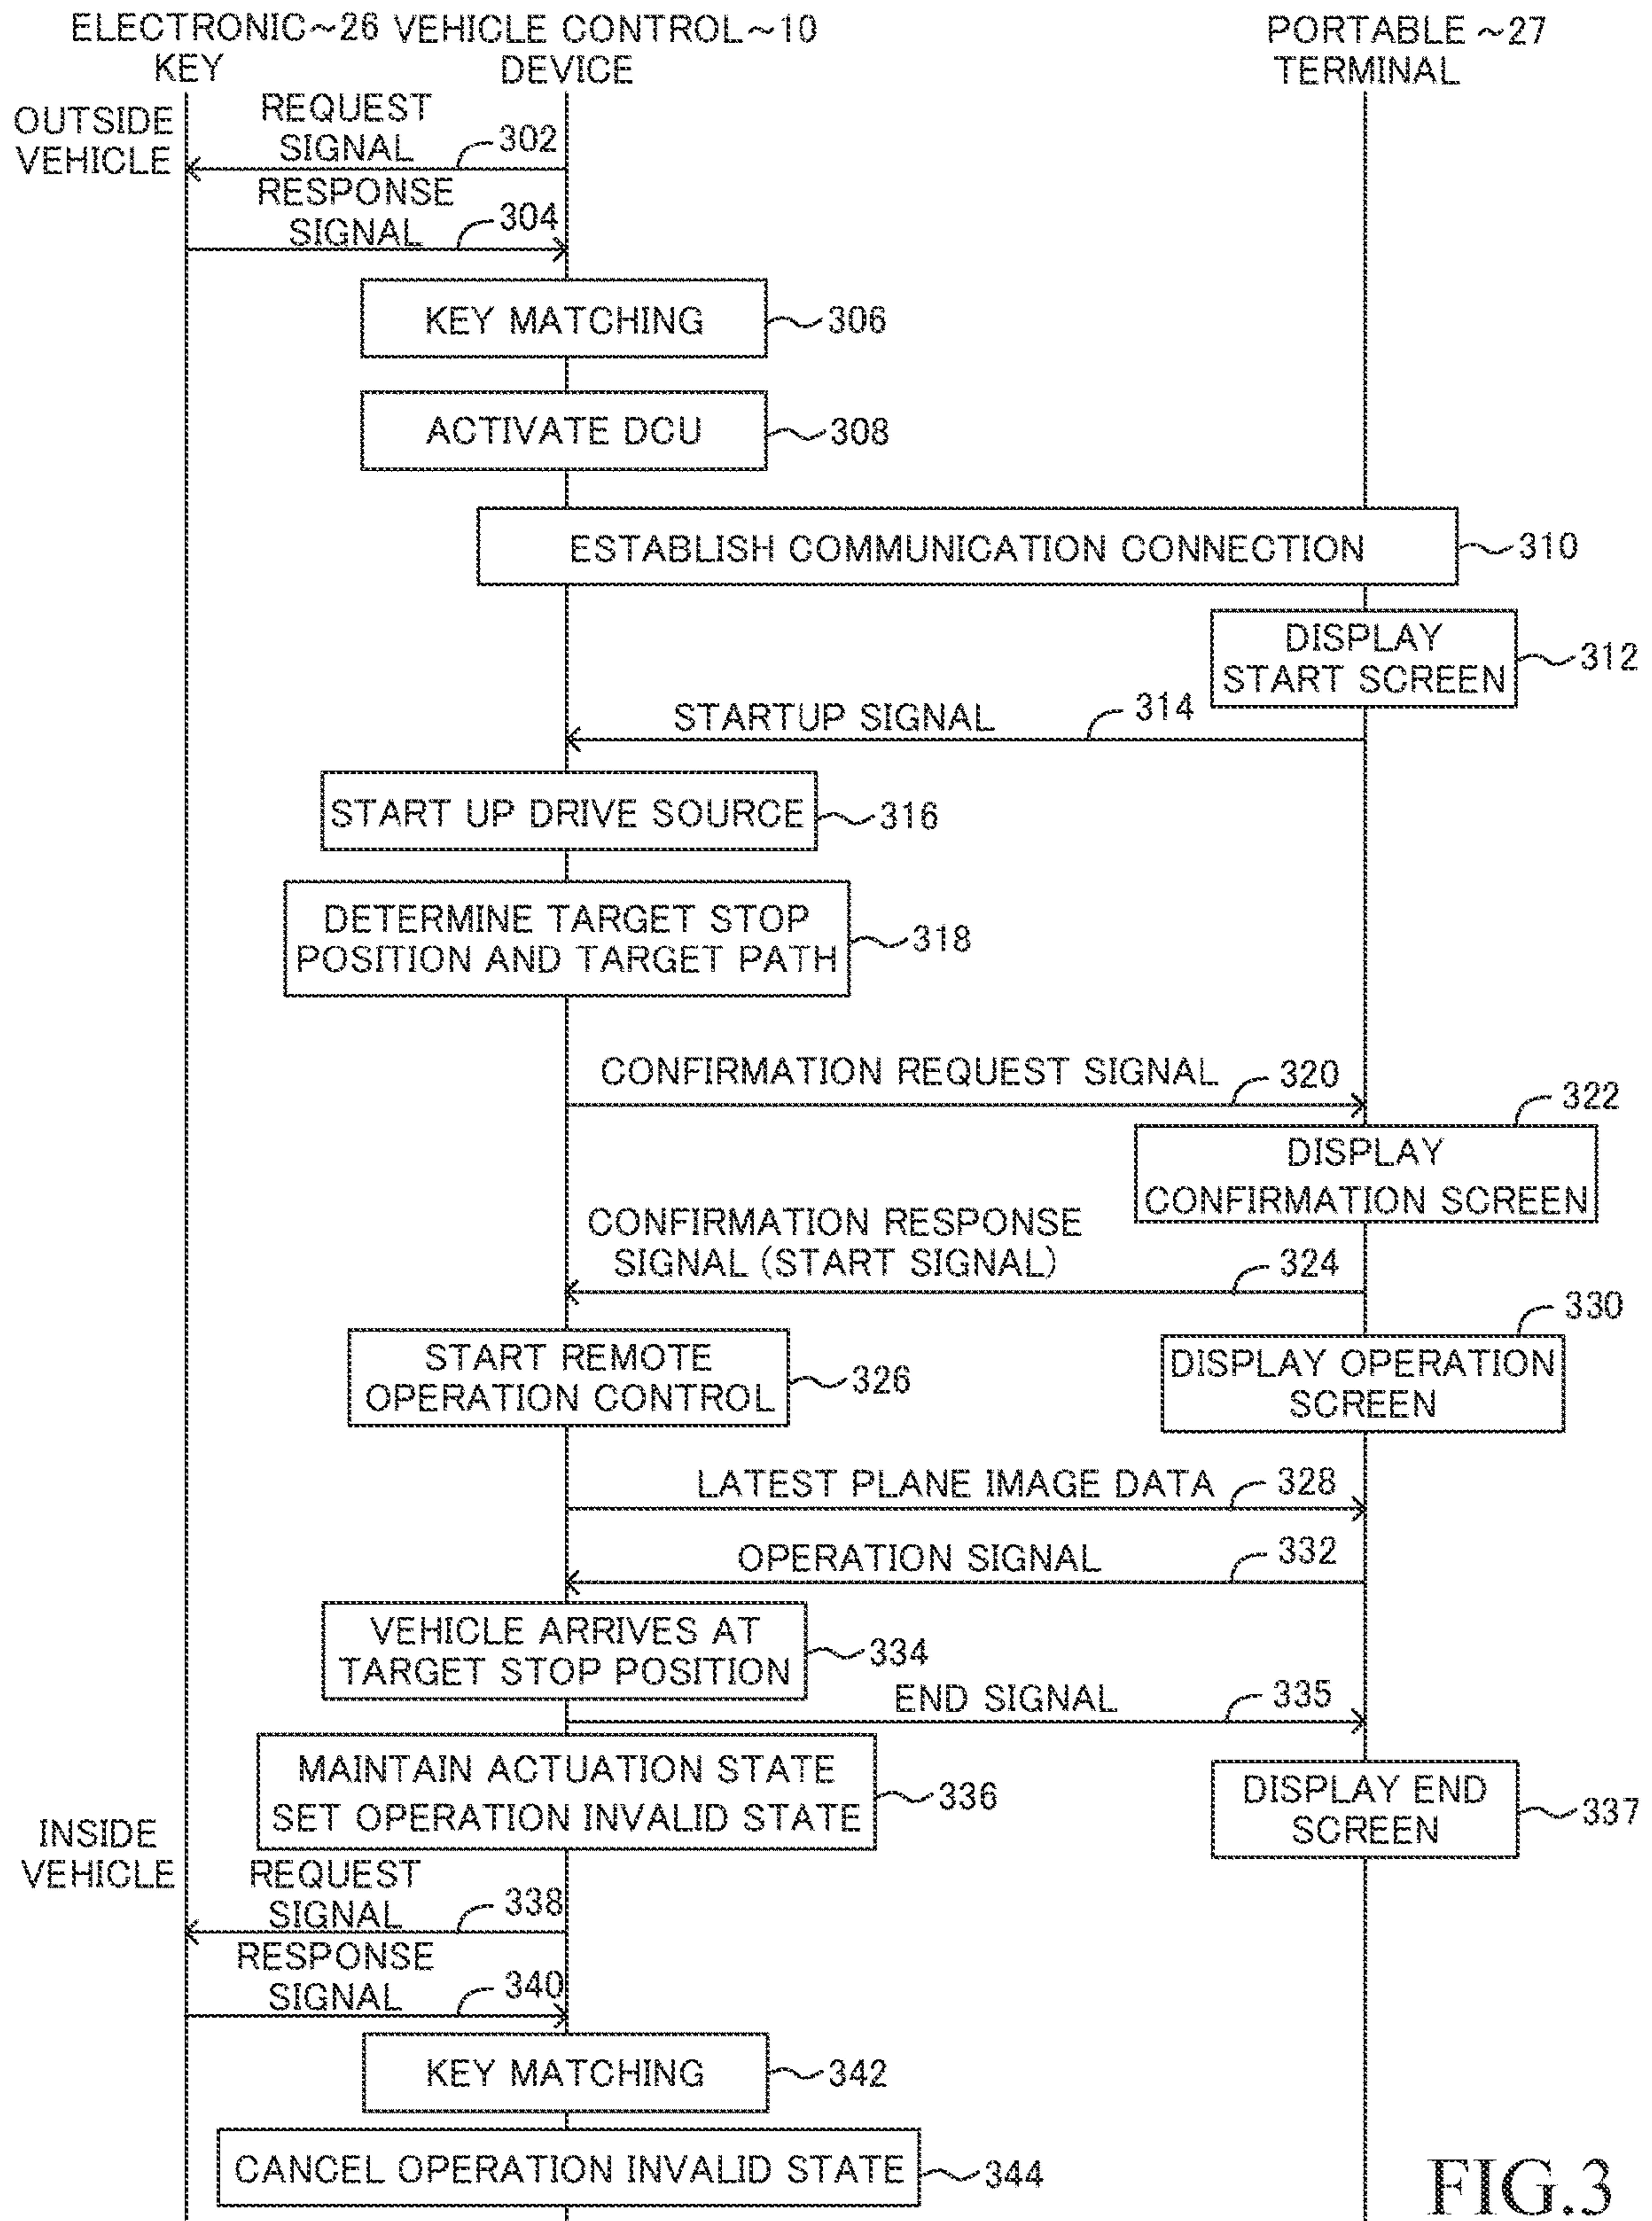 ELECTRONIC~26
KEY
VEHICLE CONTROL~10
DEVICE
PORTABLE ~27
TERMINAL
OUTSIDE
VEHICLE
REQUEST
SIGNAL
302
RESPONSE
SIGNAL
304
KEY MATCHING
306
ACTIVATE DCU
308
ESTABLISH COMMUNICATION CONNECTION
310
DISPLAY
START SCREEN
312
STARTUP SIGNAL
314
START UP DRIVE SOURCE
316
DETERMINE TARGET STOP
POSITION AND TARGET PATH
318
CONFIRMATION REQUEST SIGNAL
320
322
DISPLAY
CONFIRMATION SCREEN
CONFIRMATION RESPONSE
SIGNAL (START SIGNAL)
324
330
START REMOTE
OPERATION CONTROL
326
DISPLAY OPERATION
SCREEN
LATEST PLANE IMAGE DATA
328
OPERATION SIGNAL
332
VEHICLE ARRIVES AT
TARGET STOP POSITION
334
END SIGNAL
335
MAINTAIN ACTUATION STATE
SET OPERATION INVALID STATE
336
DISPLAY END
SCREEN
337
INSIDE
VEHICLE
REQUEST
SIGNAL
338
RESPONSE
SIGNAL
340
KEY MATCHING
342
CANCEL OPERATION INVALID STATE
344
FIG.3